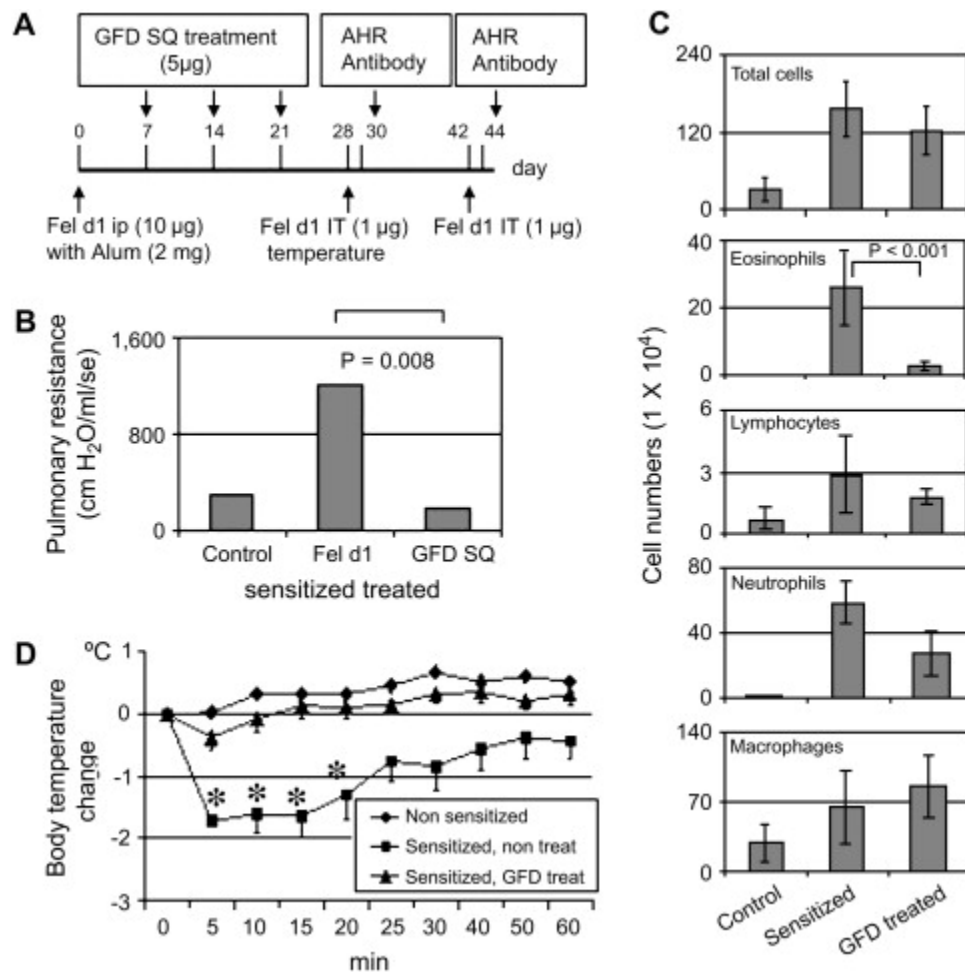 A
GFD SQ treatment
(5µg)
AHR
Antibody
AHR
Antibody
0 7 14 21 28 30 42 44
day
Fel d1 ip (10 µg)
with Alum (2 mg)
Fel d1 IT (1 µg)
temperature
Fel d1 IT (1 µg)
B
Pulmonary resistance
(cm H₂O/ml/se)
1,600
800
0
P = 0.008
Control Fel d1 GFD SQ
sensitized treated
C
Cell numbers (1 X 10⁴)
Total cells
240
120
0
Eosinophils
P < 0.001
40
20
0
Lymphocytes
6
3
0
Neutrophils
80
40
0
Macrophages
140
70
0
Control Sensitized GFD treated
D
ºC
Body temperature
change
1
0
-1
-2
-3
* * * *
Non sensitized
Sensitized, non treat
Sensitized, GFD treat
0 5 10 15 20 25 30 40 50 60
min